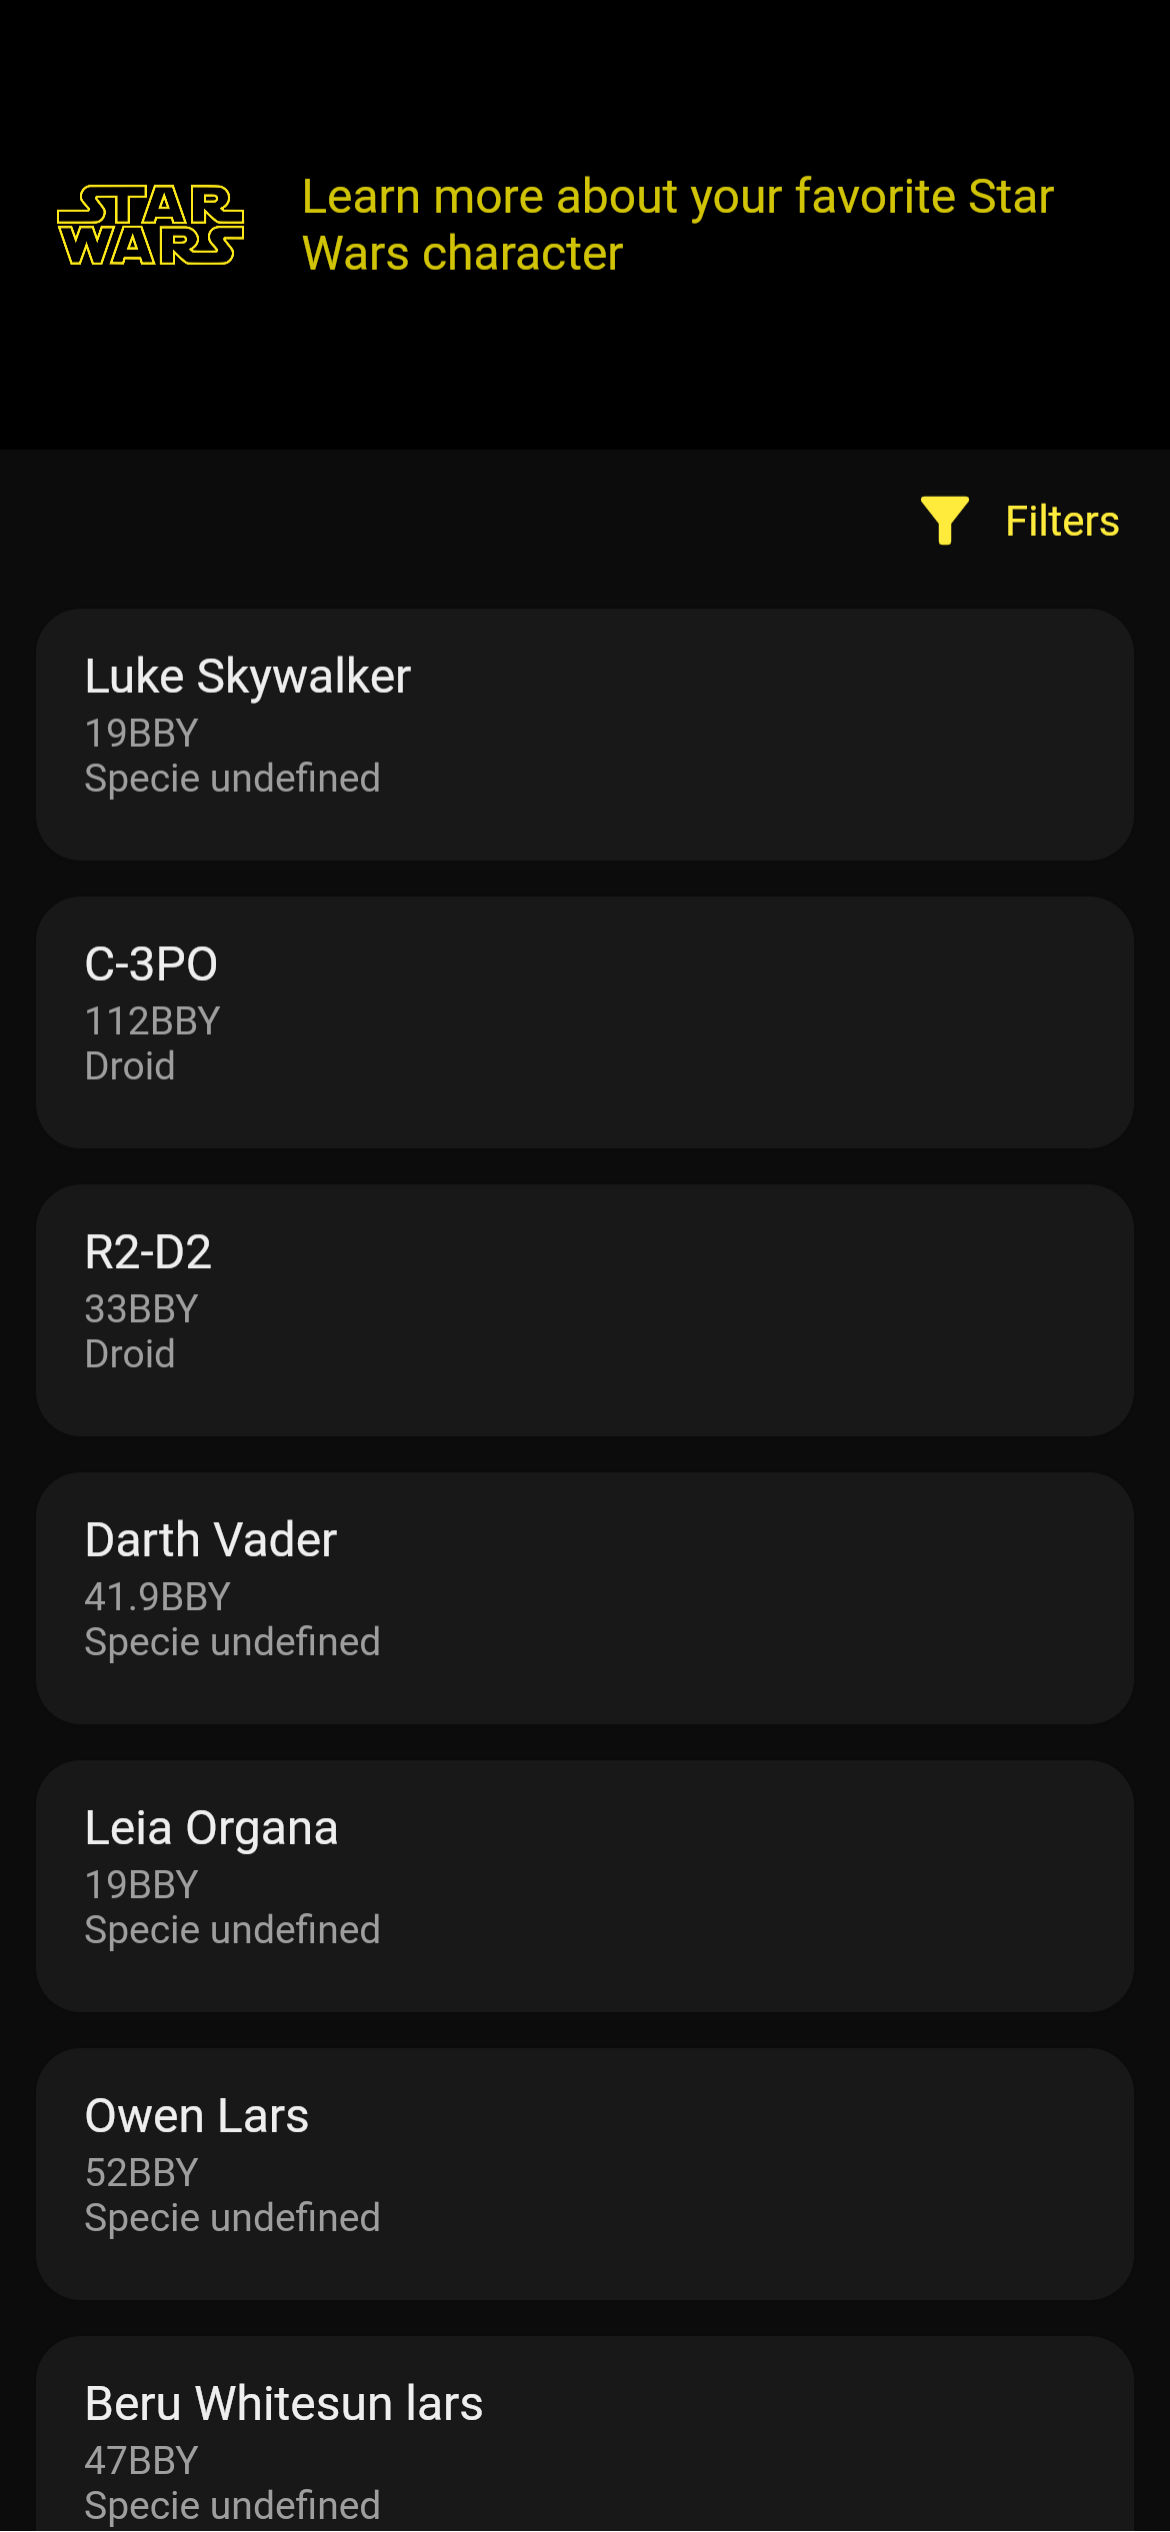 STAR
WARS
Learn more about your favorite Star
Wars character
Filters
Luke Skywalker
19BBY
Specie undefined
C-3PO
112BBY
Droid
R2-D2
33BBY
Droid
Darth Vader
41.9BBY
Specie undefined
Leia Organa
19BBY
Specie undefined
Owen Lars
52BBY
Specie undefined
Beru Whitesun lars
47BBY
Specie undefined